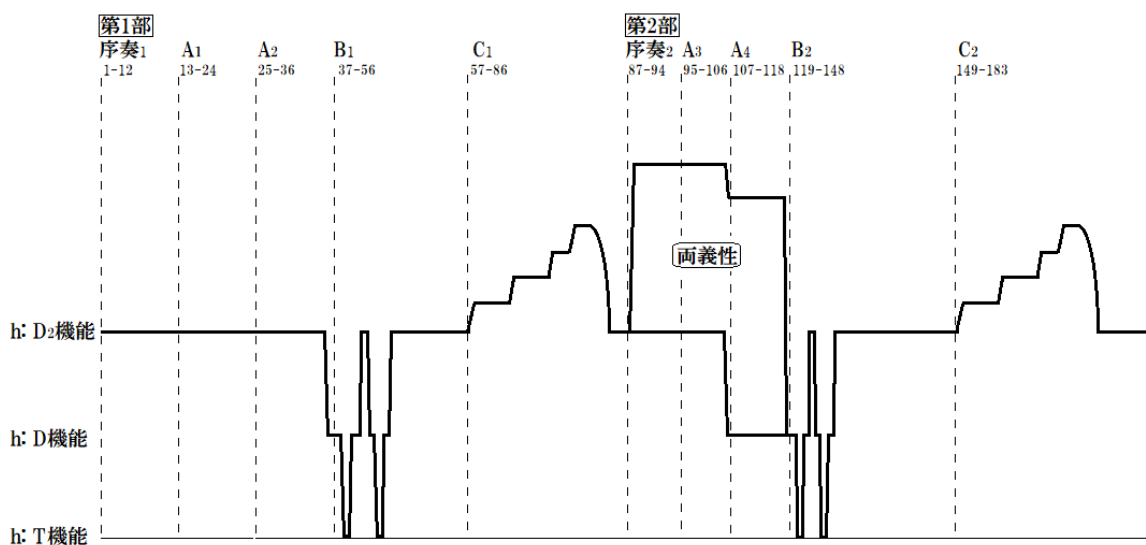 第1部 第2部
序奏1 A1 A2 B1 C1 序奏2 A3 A4 B2 C2
1-12 13-24 25-36 37-56 57-86 87-94 95-106 107-118 119-148 149-183
両義性
h: D2機能
h: D機能
h: T機能